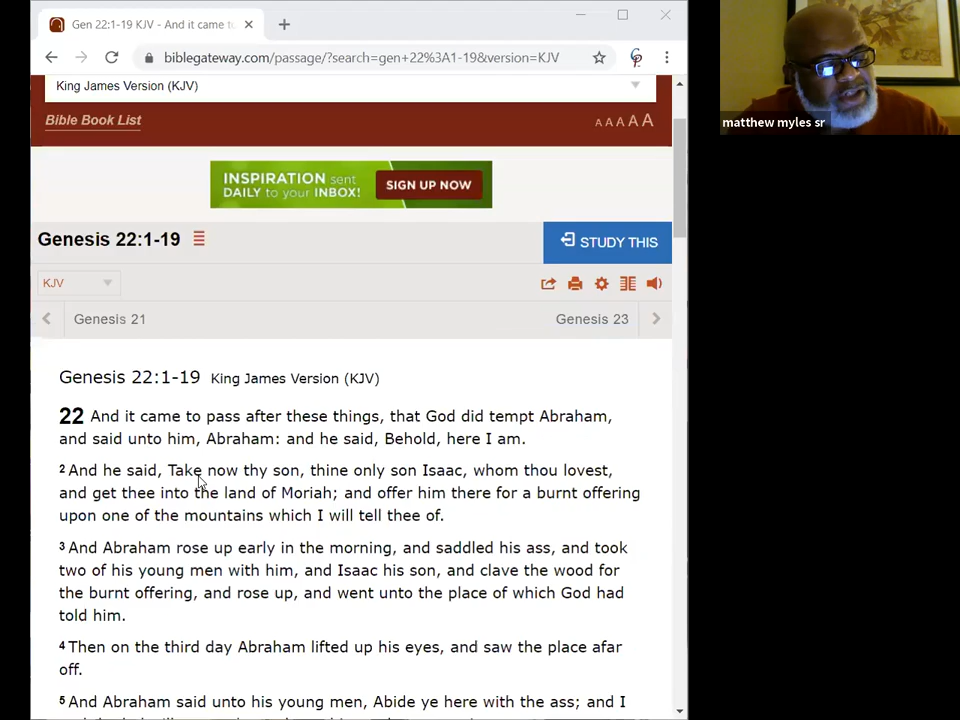 Gen 22:1-19 KJV - And it came to
biblegateway.com/passage/?search=gen+22%3A1-19&version=KJV
King James Version (KJV)
Bible Book List
A A A A A
INSPIRATION sent
DAILY to your INBOX!
SIGN UP NOW
Genesis 22:1-19
STUDY THIS
KJV
Genesis 21
Genesis 23
Genesis 22:1-19 King James Version (KJV)
22 And it came to pass after these things, that God did tempt Abraham,
and said unto him, Abraham: and he said, Behold, here I am.
2 And he said, Take now thy son, thine only son Isaac, whom thou lovest,
and get thee into the land of Moriah; and offer him there for a burnt offering
upon one of the mountains which I will tell thee of.
3 And Abraham rose up early in the morning, and saddled his ass, and took
two of his young men with him, and Isaac his son, and clave the wood for
the burnt offering, and rose up, and went unto the place of which God had
told him.
4 Then on the third day Abraham lifted up his eyes, and saw the place afar
off.
5 And Abraham said unto his young men, Abide ye here with the ass; and I
matthew myles sr